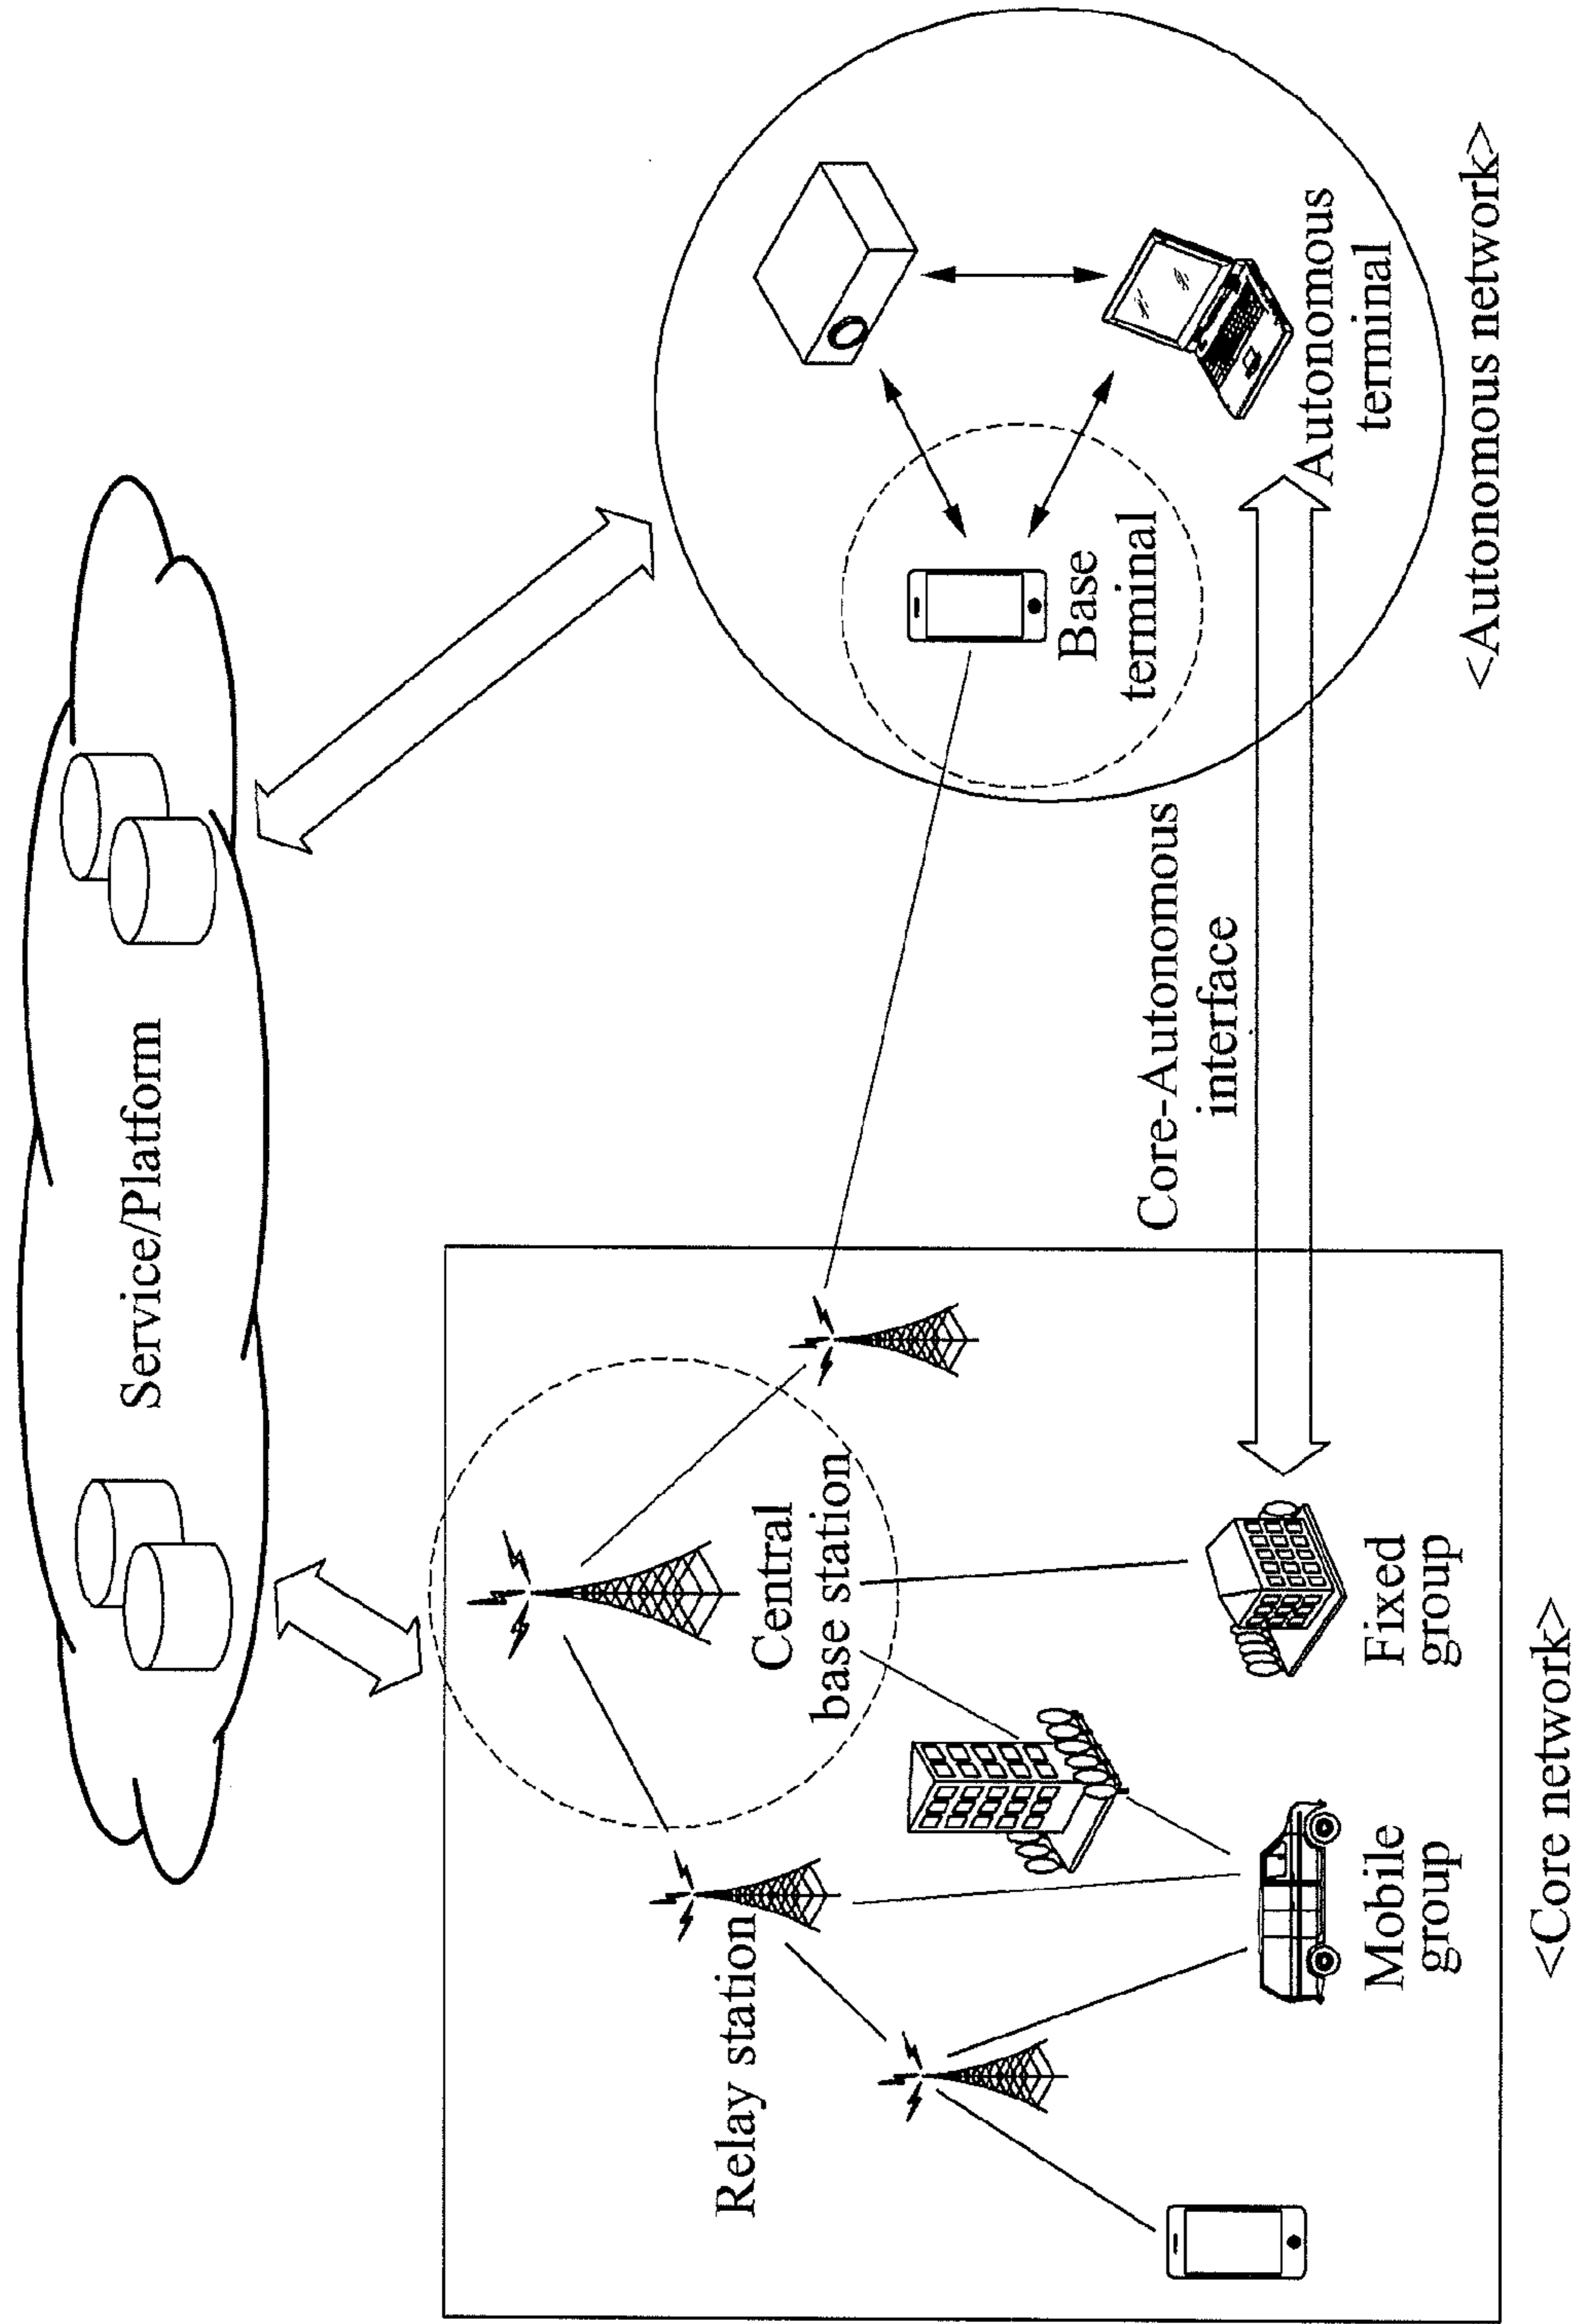 Service/Platform
Central
base station
Relay station
Mobile
group
Fixed
group
<Core network>
Core-Autonomous
interface
Base
terminal
Autonomous
terminal
<Autonomous network>